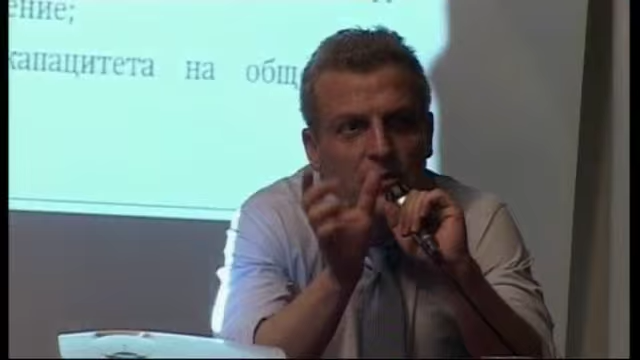 ение;
капацитета на общ